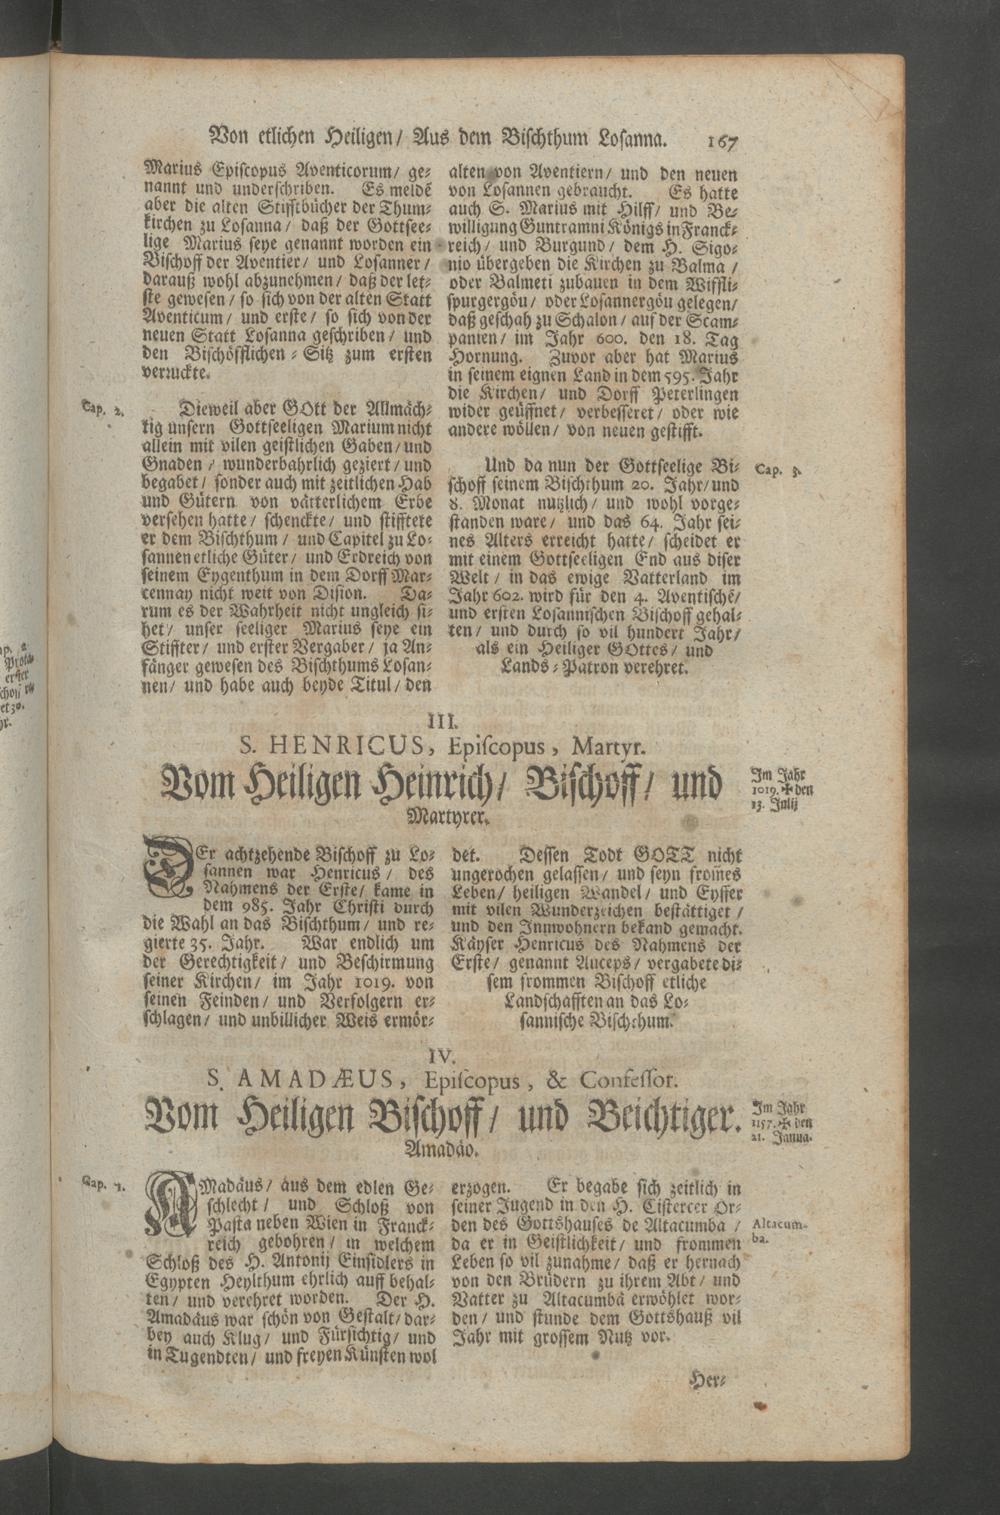 Von etlichen Heiligen/ Aus dem Bischthum Losanna. 167
Marius Episcopus Aventicorum/ ge-
nannt und underschriben. Es meldẽ
aber die alten Stifftbücher der Thum-
kirchen zu Losanna/ daß der Gottsee-
lige Marius seye genannt worden ein
Bischoff der Aventier/ und Losanner/
darauß wohl abzunehmen/ daß der let-
ste gewesen/ so sich von der alten Statt
Aventicum/ und erste/ so sich von der
neuen Statt Losanna geschriben/ und
den Bischöfflichen-Sitz zum ersten
verruckte.
Cap. 2.
Dieweil aber GOtt der Allmäch-
tig unsern Gottseeligen Marium nicht
allein mit vilen geistlichen Gaben/ und
Gnaden/ wunderbahrlich geziert/ und
begabet/ sonder auch mit zeitlichen Hab
und Gütern von vätterlichem Erbe
versehen hatte/ schenckte/ und stifftete
er dem Bischthum/ und Capitel zu Lo-
sannen etliche Güter/ und Erdreich von
seinem Eygenthum in dem Dorff Mar-
cennay nicht weit von Dision. Da-
rum es der Wahrheit nicht ungleich si-
het/ unser seeliger Marius seye ein
Stiffter/ und erster Vergaber/ ja An-
fänger gewesen des Bischthums Losan-
nen/ und habe auch beyde Titul/ den
alten von Aventiern/ und den neuen
von Losannen gebraucht. Es hatte
auch S. Marius mit Hilff/ und Be-
willigung Guntramni Königs in Franck-
reich/ und Burgund/ dem H. Sigo-
nio übergeben die Kirchen zu Balma/
oder Balmeti zubauen in dem Wiffli-
spurgergöu/ oder Losannergöu gelegen/
daß geschah zu Schalon/ auf der Scam-
panien/ im Jahr 600. den 18. Tag
Hornung. Zuvor aber hat Marius
in seinem eignen Land in dem 595. Jahr
die Kirchen/ und Dorff Peterlingen
wider geüffnet/ verbesseret/ oder wie
andere wöllen/ von neuen gestifft.
Cap. 3.
Und da nun der Gottseelige Bi-
schoff seinem Bischthum 20. Jahr/ und
8. Monat nutzlich/ und wohl vorge-
standen ware/ und das 64. Jahr sei-
nes Alters erreicht hatte/ scheidet er
mit einem Gottseeligen End aus diser
Welt/ in das ewige Vatterland im
Jahr 602. wird für den 4. Aventischẽ/
und ersten Losannischen Bischoff gehal-
ten/ und durch so vil hundert Jahr/
als ein Heiliger GOttes/ und
Lands-Patron verehret.
III.
S. HENRICUS, Episcopus, Martyr.
Vom Heiligen Heinrich/ Bischoff/ und
Martyrer.
Im Jahr
1019. ✠ den
13. Julij
DEr achtzehende Bischoff zu Lo-
sannen war Henricus/ des
Nahmens der Erste/ kame in
dem 985. Jahr Christi durch
die Wahl an das Bischthum/ und re-
gierte 35. Jahr. War endlich um
der Gerechtigkeit/ und Beschirmung
seiner Kirchen/ im Jahr 1019. von
seinen Feinden/ und Verfolgern er-
schlagen/ und unbillicher Weis ermör-
det. Dessen Todt GOTT nicht
ungerochen gelassen/ und seyn from̃es
Leben/ heiligen Wandel/ und Eyffer
mit vilen Wunderzeichen bestättiget/
und den Innwohnern bekand gemacht.
Käyser Henricus des Nahmens der
Erste/ genannt Auceps/ vergabete di-
sem frommen Bischoff etliche
Landschafften an das Lo-
sannische Bischthum.
IV.
S. AMADÆUS, Episcopus, & Confessor.
Vom Heiligen Bischoff/ und Beichtiger.
Amadäo.
Im Jahr
1157. ✠ den
21. Janua.
Cap. 1.
AMadäus/ aus dem edlen Ge-
schlecht/ und Schloß von
Pasta neben Wien in Franck-
reich gebohren/ in welchem
Schloß des H. Antonij Einsidlers in
Egypten Heylthum ehrlich auff behal-
ten/ und verehret worden. Der H.
Amadäus war schön von Gestalt/ dar-
bey auch Klug/ und Fürsichtig/ und
in Tugendten/ und freyen Künsten wol
erzogen. Er begabe sich zeitlich in
seiner Jugend in den H. Cistercer Or-
den des Gottshauses de Altacumba/
da er in Geistlichkeit/ und frommen
Leben so vil zunahme/ daß er hernach
von den Brüdern zu ihrem Abt/ und
Vatter zu Altacumbâ erwöhlet wor-
den/ und stunde dem Gottshauß vil
Jahr mit grossem Nutz vor.
Altacum-
ba.
Her-